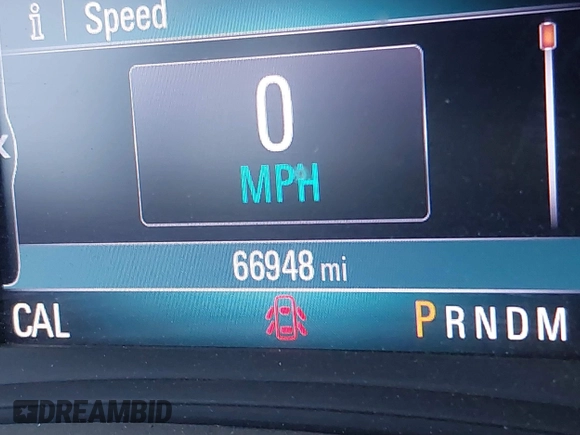 i Speed
0
MPH
66948 mi
CAL PRNDM
DREAMBID